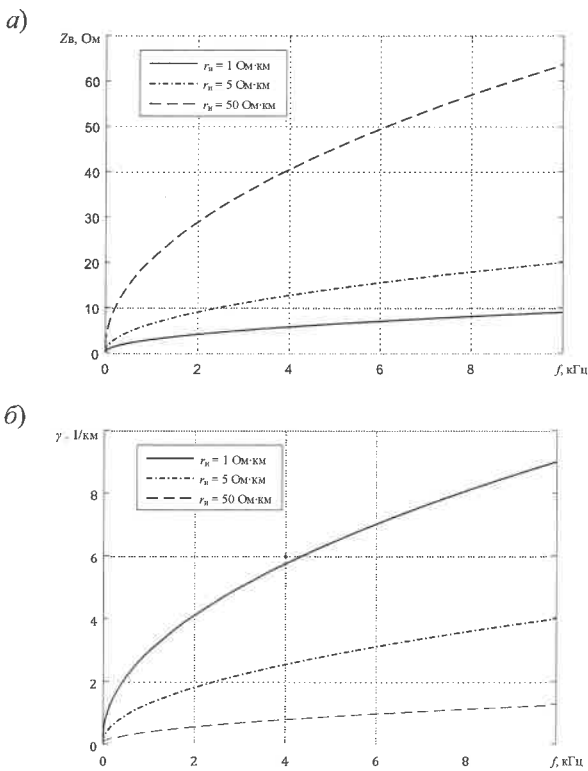 а)
Zв, Ом
rи = 1 Ом·км
rи = 5 Ом·км
rи = 50 Ом·км
60
50
40
30
20
10
0
0 2 4 6 8 f, кГц
б)
γ – 1/км
rи = 1 Ом·км
rи = 5 Ом·км
rи = 50 Ом·км
8
6
4
2
0
0 2 4 6 8 f, кГц